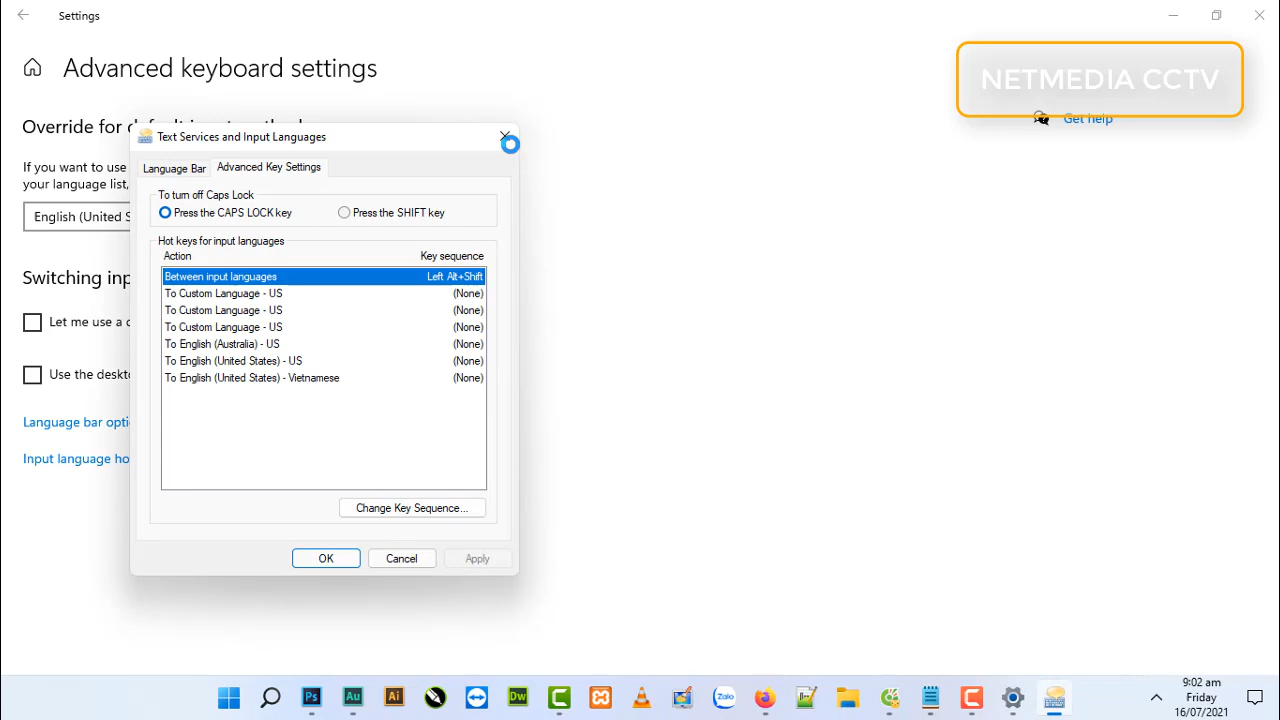 Settings
Advanced keyboard settings
NETMEDIA CCTV
Get help
Override for
If you want to use
your language list,
English (United S
Switching inp
Let me use a
Use the deskt
Language bar opti
Input language ho
Text Services and Input Languages
Language Bar
Advanced Key Settings
To turn off Caps Lock
Press the CAPS LOCK key
Press the SHIFT key
Hot keys for input languages
Action Key sequence
Between input languages Left Alt+Shift
To Custom Language - US (None)
To Custom Language - US (None)
To Custom Language - US (None)
To English (Australia) - US (None)
To English (United States) - US (None)
To English (United States) - Vietnamese (None)
Change Key Sequence...
OK
Cancel
Apply
Ps
Au
Ai
Dw
Zalo
9:02 am
Friday
16/07/2021